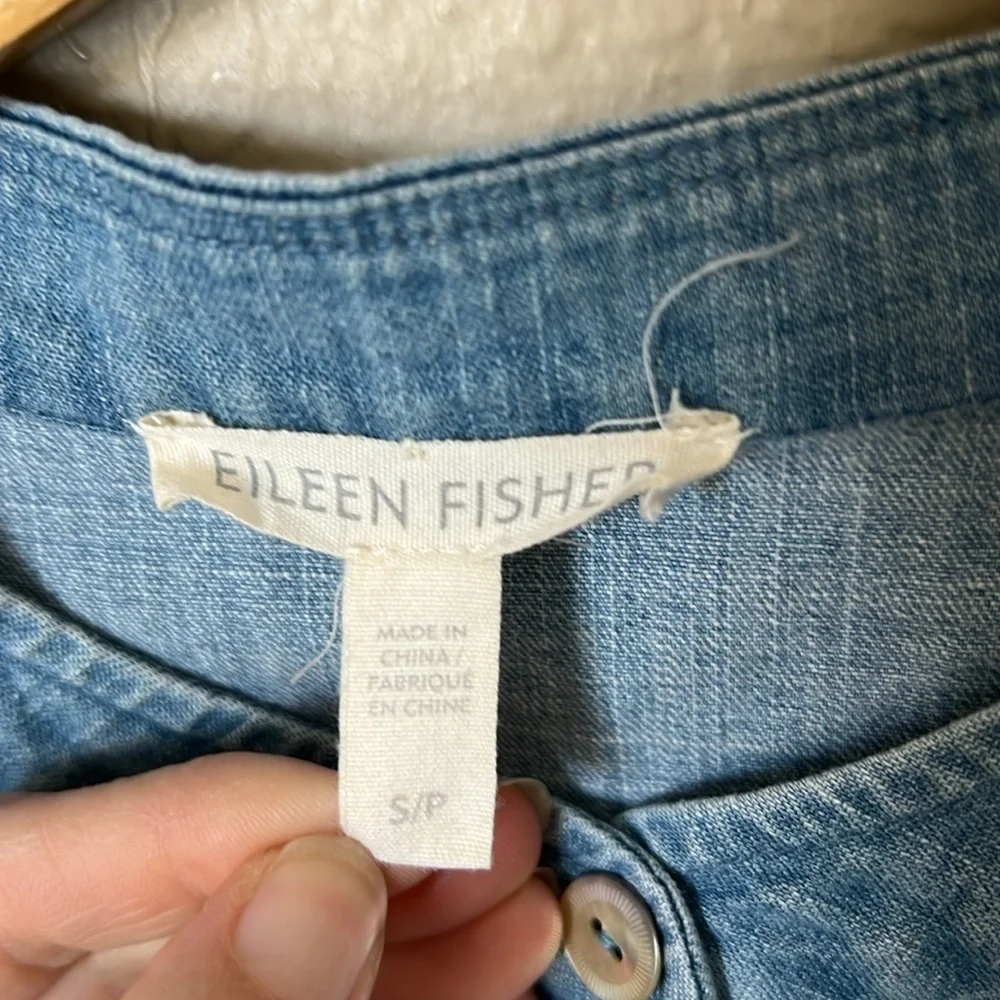 EILEEN FISHER
MADE IN
CHINA /
FABRIQUÉ
EN CHINE
S/P